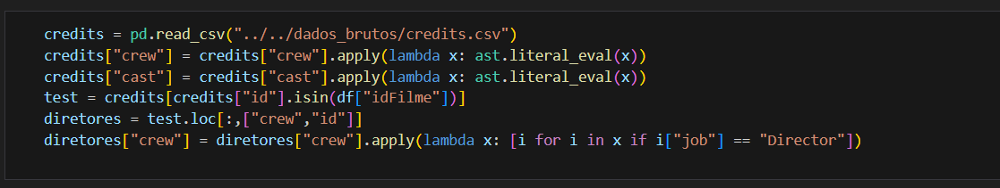 credits = pd.read_csv("../../dados_brutos/credits.csv")
credits["crew"] = credits["crew"].apply(lambda x: ast.literal_eval(x))
credits["cast"] = credits["cast"].apply(lambda x: ast.literal_eval(x))
test = credits[credits["id"].isin(df["idFilme"])]
diretores = test.loc[:,["crew","id"]]
diretores["crew"] = diretores["crew"].apply(lambda x: [i for i in x if i["job"] == "Director"])